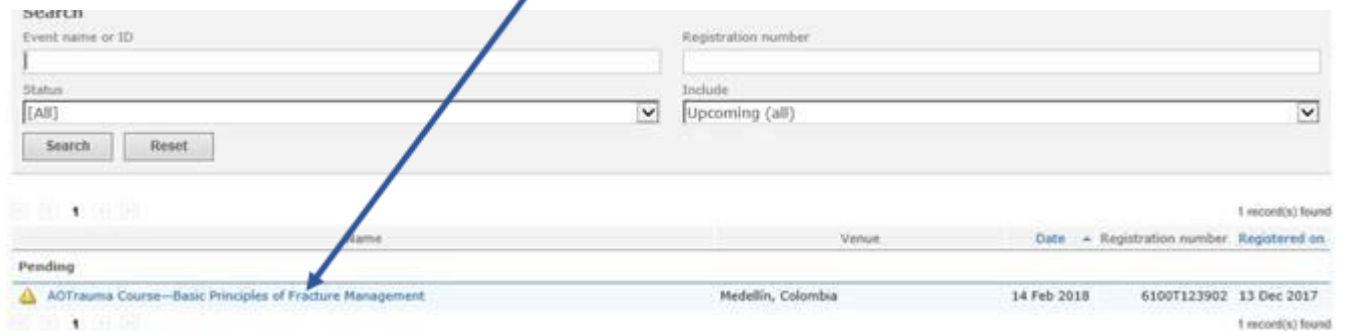 Search
Event name or ID Registration number
Status Include
[All] Upcoming (all)
Search Reset
1 1 record(s) found
Name Venue Date Registration number Registered on
Pending
AOTrauma Course—Basic Principles of Fracture Management Medellín, Colombia 14 Feb 2018 6100T123902 13 Dec 2017
1 1 record(s) found